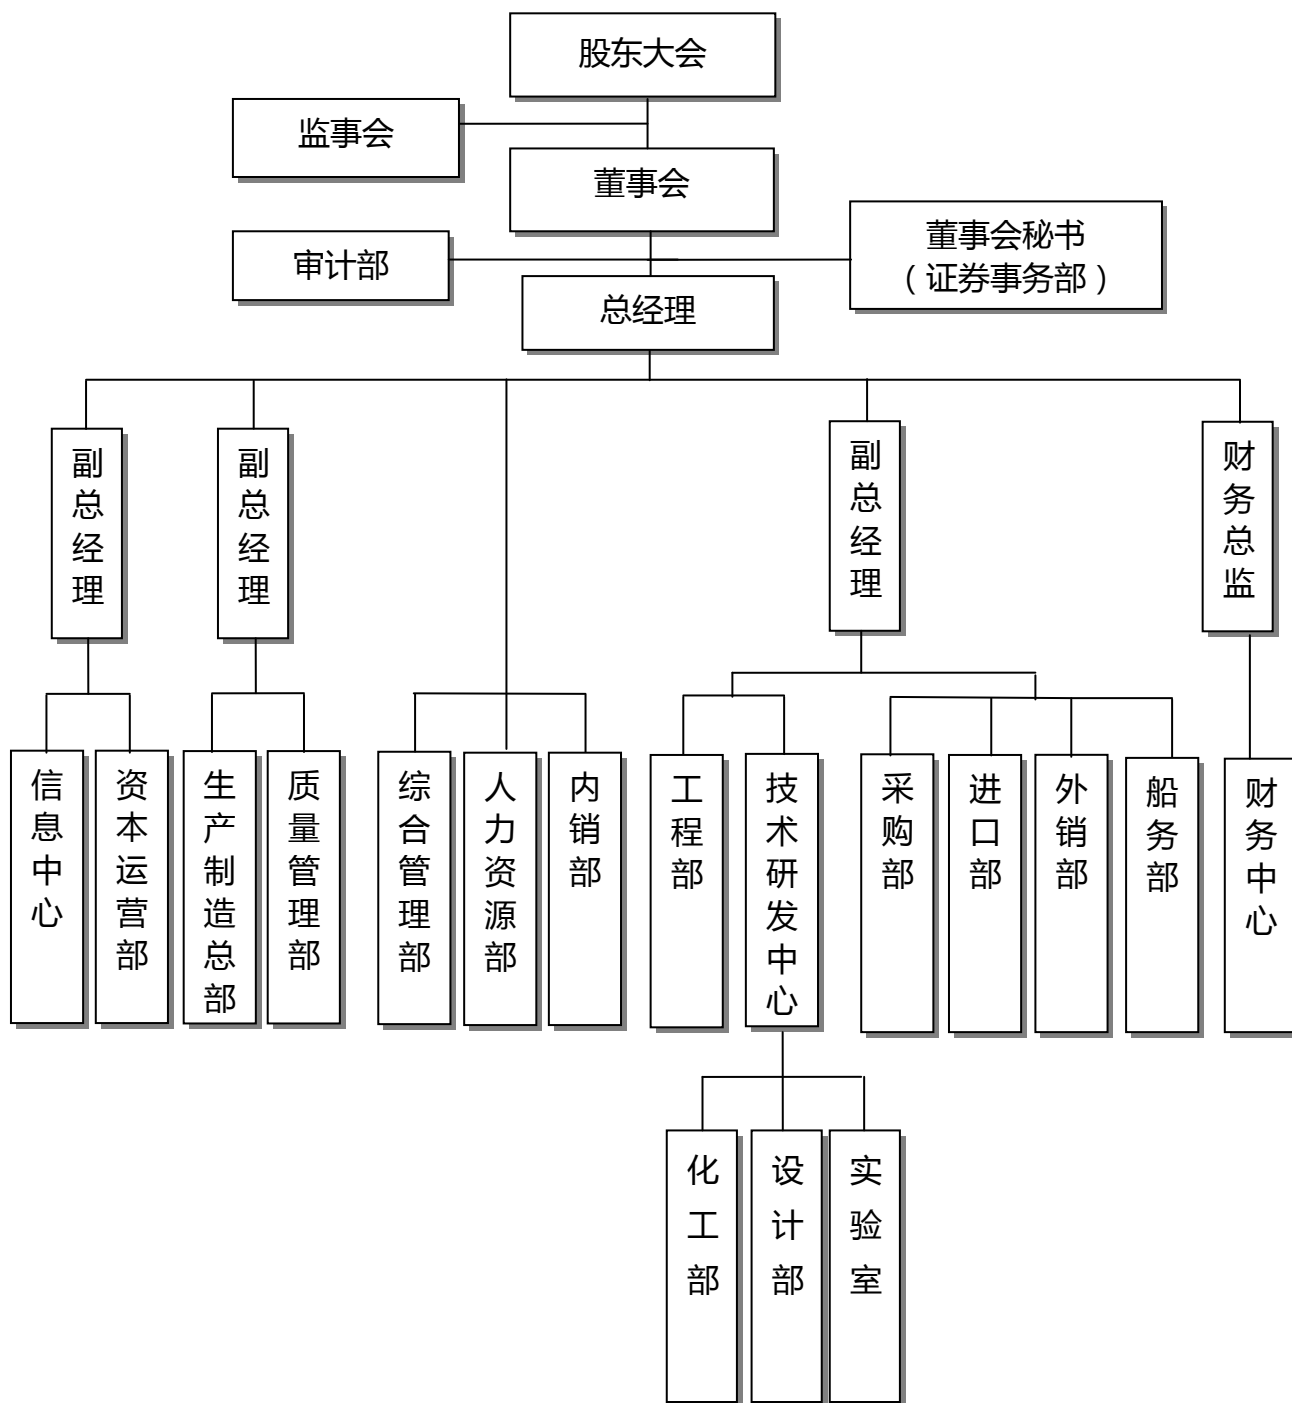 股东大会
监事会
董事会
审计部
董事会秘书
（证券事务部）
总经理
副总经理
副总经理
副总经理
财务总监
信息中心
资本运营部
生产制造总部
质量管理部
综合管理部
人力资源部
内销部
工程部
技术研发中心
采购部
进口部
外销部
船务部
财务中心
化工部
设计部
实验室